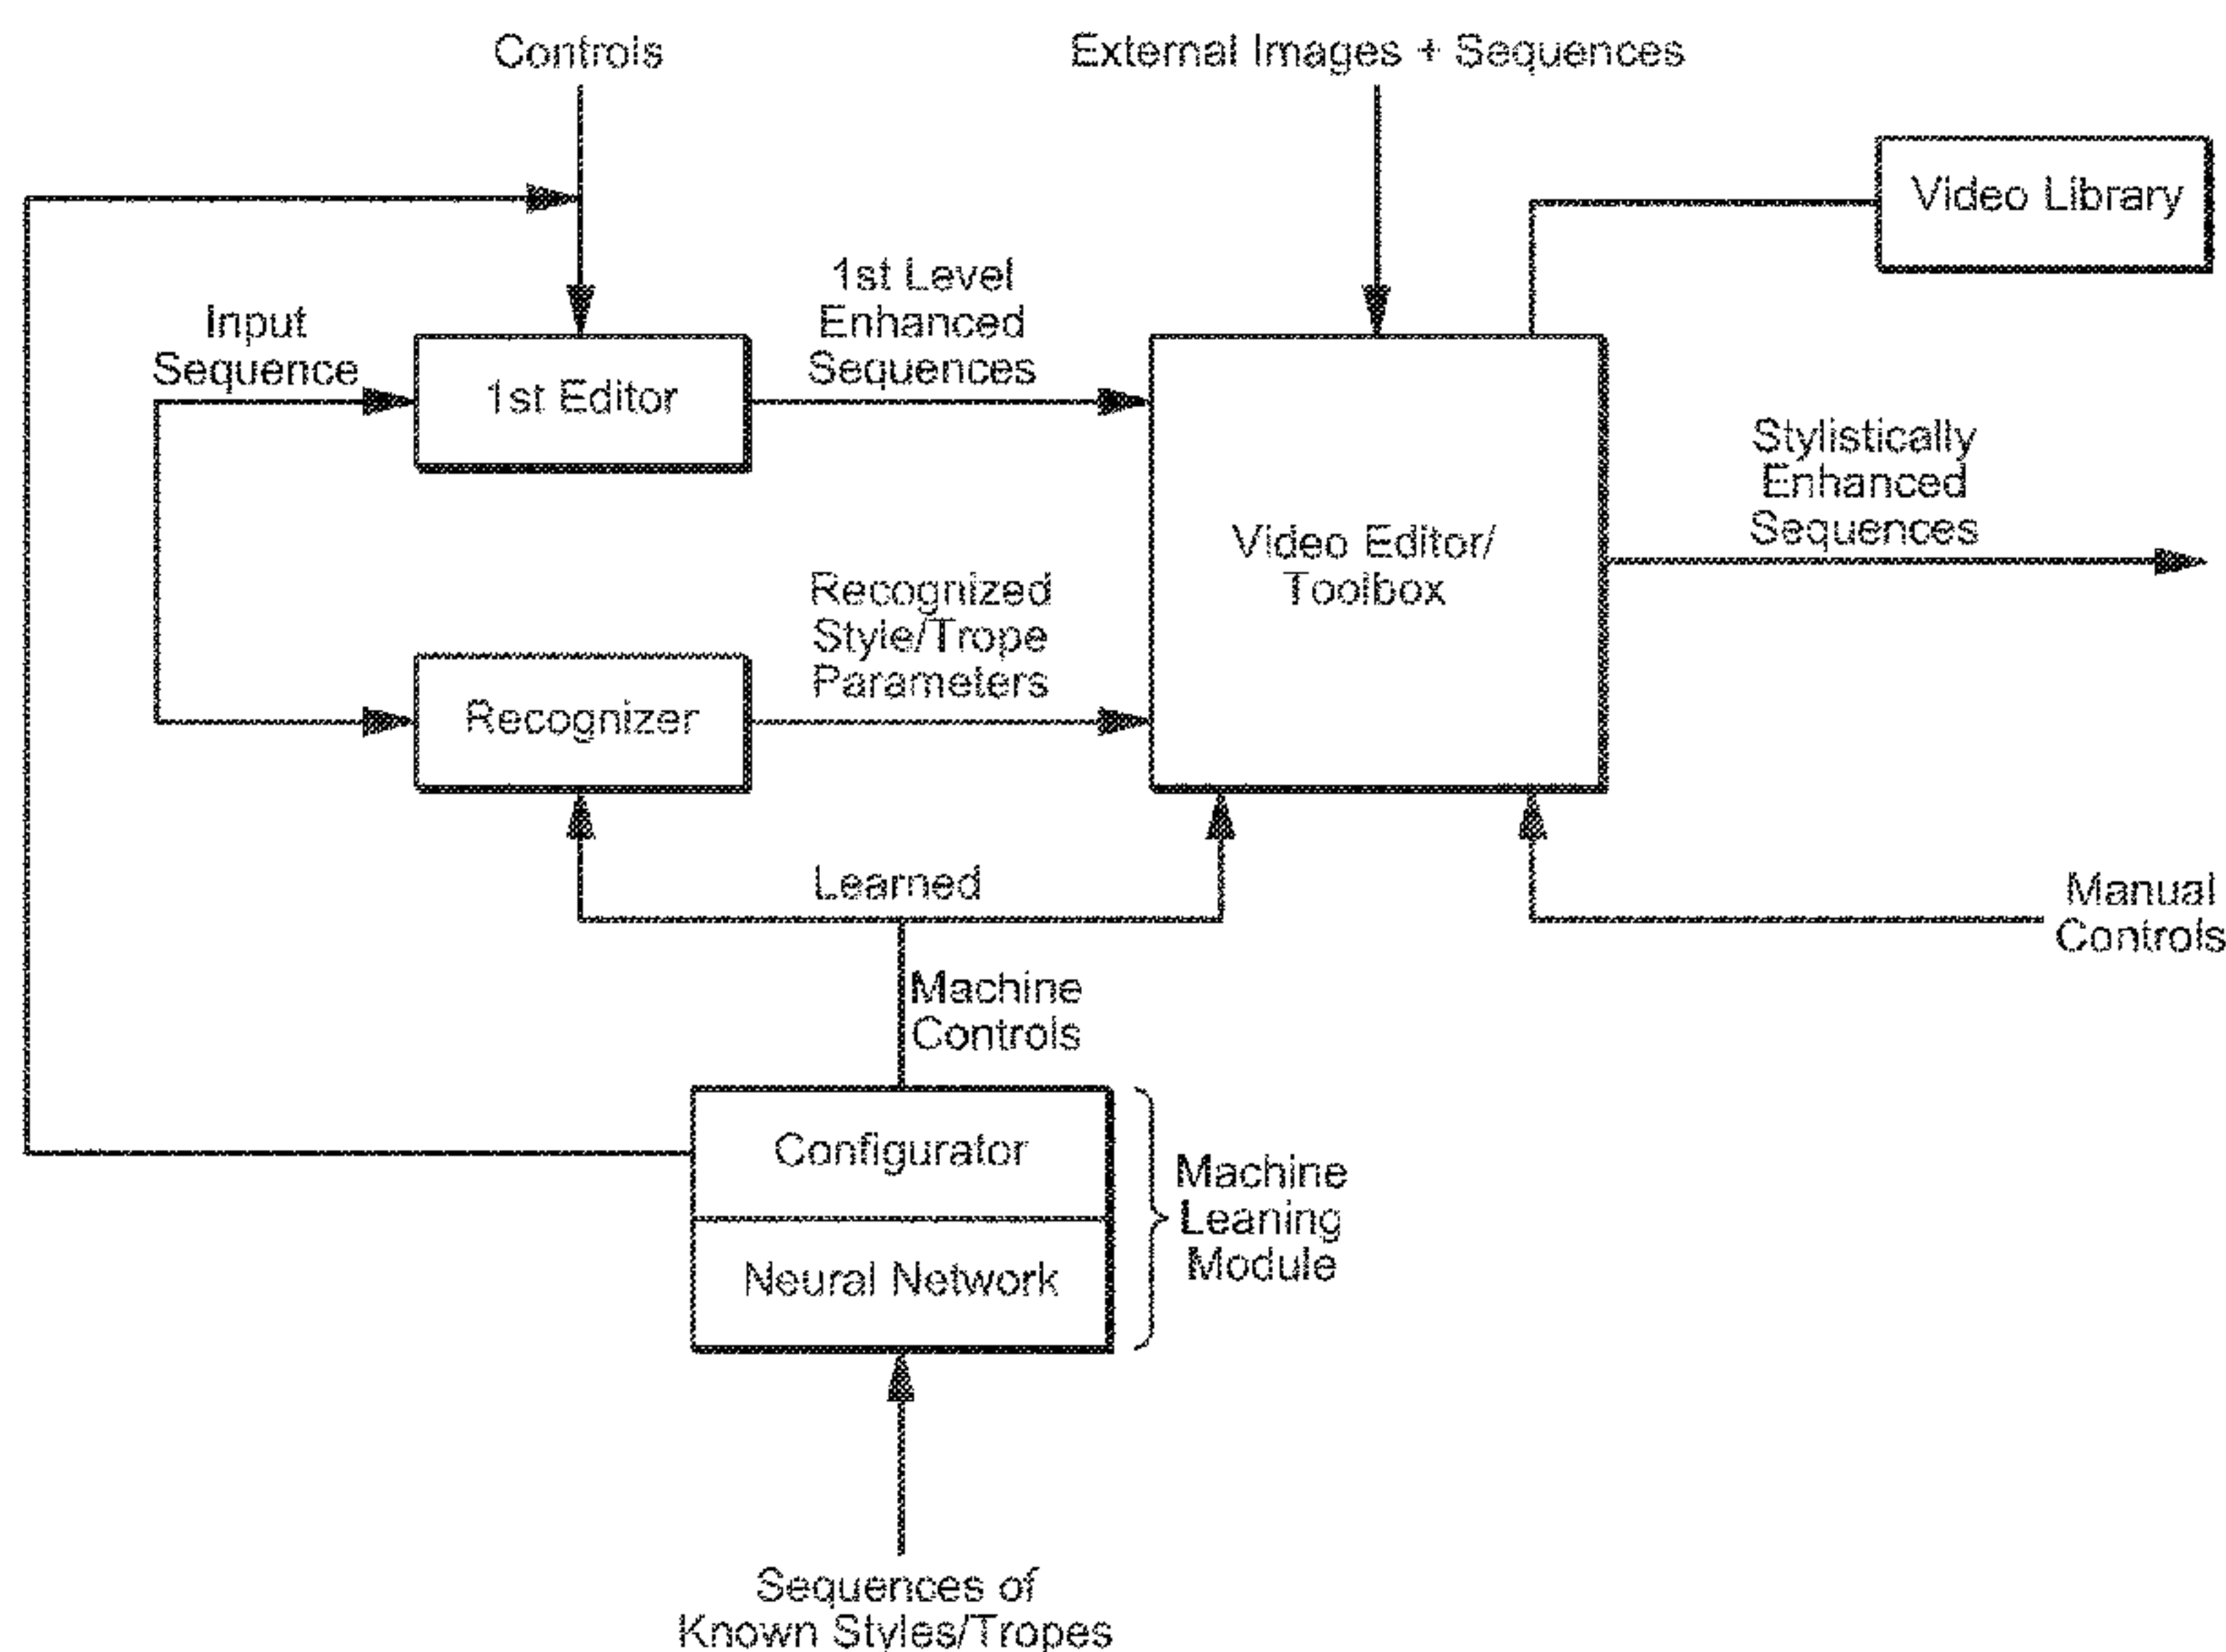 Controls
External Images + Sequences
Video Library
1st Level
Enhanced
Sequences
Input
Sequence
1st Editor
Stylistically
Enhanced
Sequences
Video Editor/
Toolbox
Recognized
Style/Trope
Parameters
Recognizer
Learned
Manual
Controls
Machine
Controls
Configurator
Machine
Leaning
Module
Neural Network
Sequences of
Known Styles/Tropes